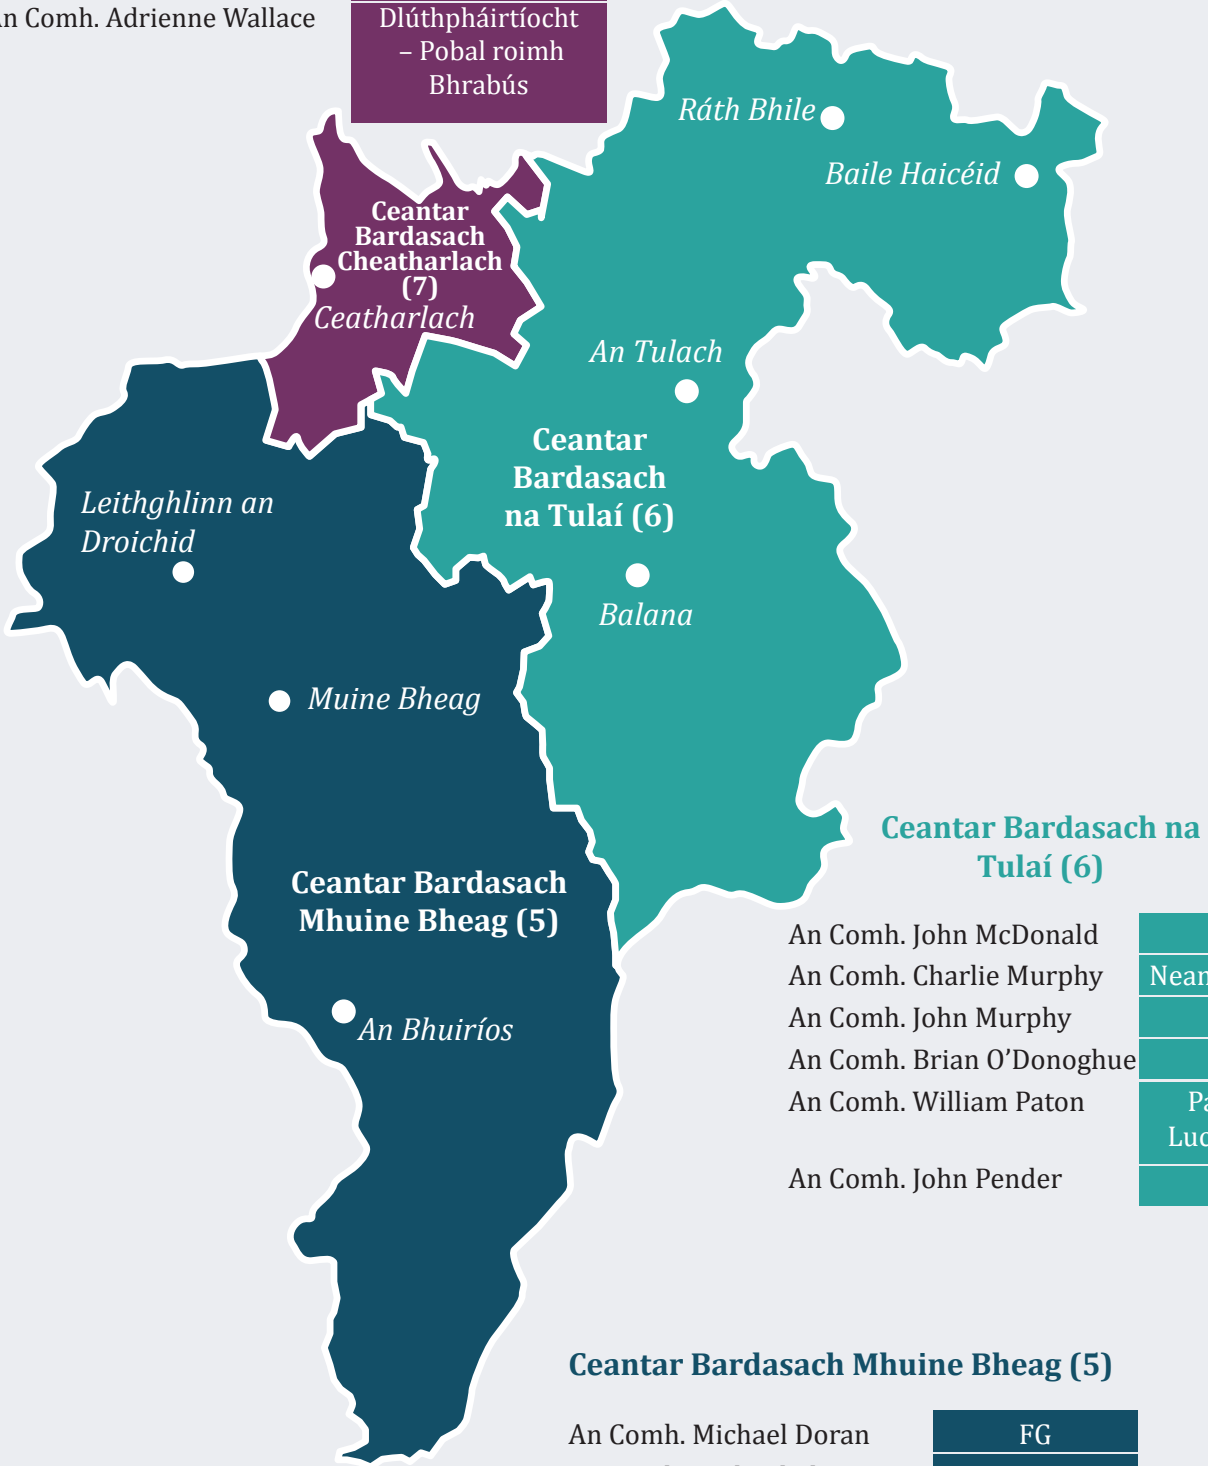 An Comh. Adrienne Wallace
Dlúthpháirtíocht
– Pobal roimh
Bhrabús
Ráth Bhile
Baile Haicéid
Ceantar
Bardasach
Cheatharlach
(7)
Ceatharlach
An Tulach
Ceantar
Bardasach
na Tulaí (6)
Leithghlinn an
Droichid
Balana
Muine Bheag
Ceantar Bardasach
Mhuine Bheag (5)
An Bhuiríos
Ceantar Bardasach na
Tulaí (6)
An Comh. John McDonald
An Comh. Charlie Murphy
An Comh. John Murphy
An Comh. Brian O’Donoghue
An Comh. William Paton
An Comh. John Pender
Ceantar Bardasach Mhuine Bheag (5)
An Comh. Michael Doran FG